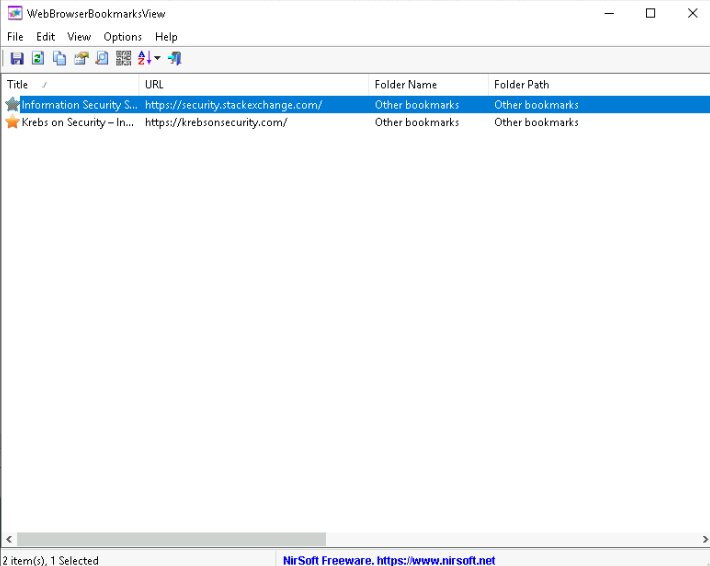 WebBrowserBookmarksView
File Edit View Options Help
Title URL Folder Name Folder Path
Information Security S... https://security.stackexchange.com/ Other bookmarks Other bookmarks
Krebs on Security – In... https://krebsonsecurity.com/ Other bookmarks Other bookmarks
2 item(s), 1 Selected NirSoft Freeware. https://www.nirsoft.net